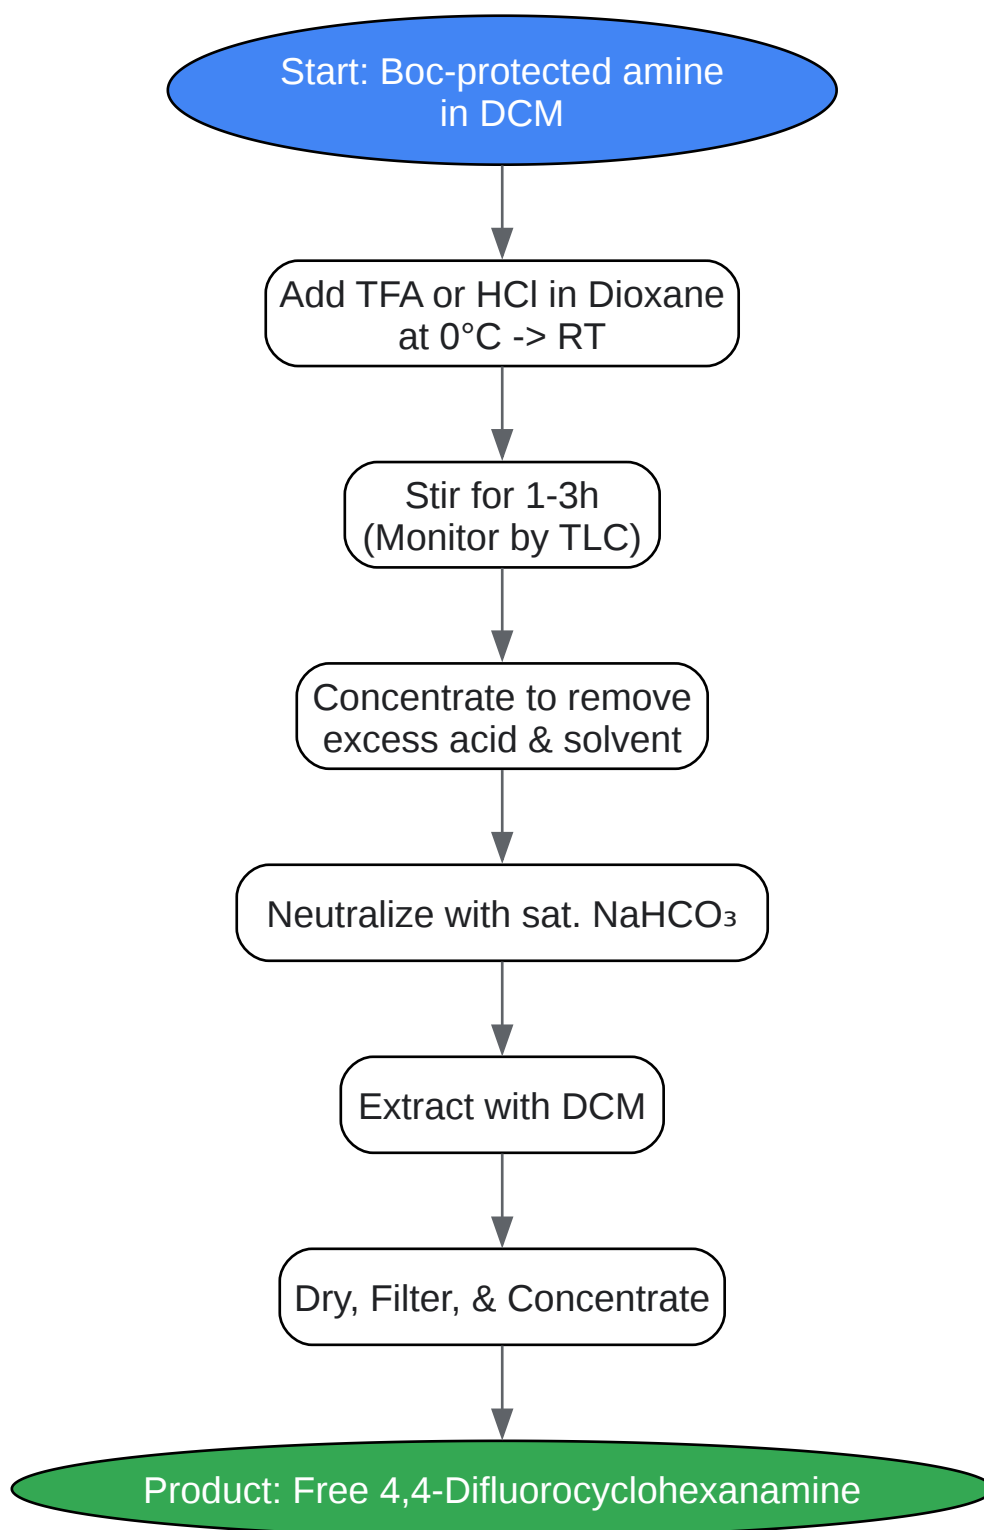 Start: Boc-protected amine
in DCM
Add TFA or HCl in Dioxane
at 0°C -> RT
Stir for 1-3h
(Monitor by TLC)
Concentrate to remove
excess acid & solvent
Neutralize with sat. NaHCO₃
Extract with DCM
Dry, Filter, & Concentrate
Product: Free 4,4-Difluorocyclohexanamine